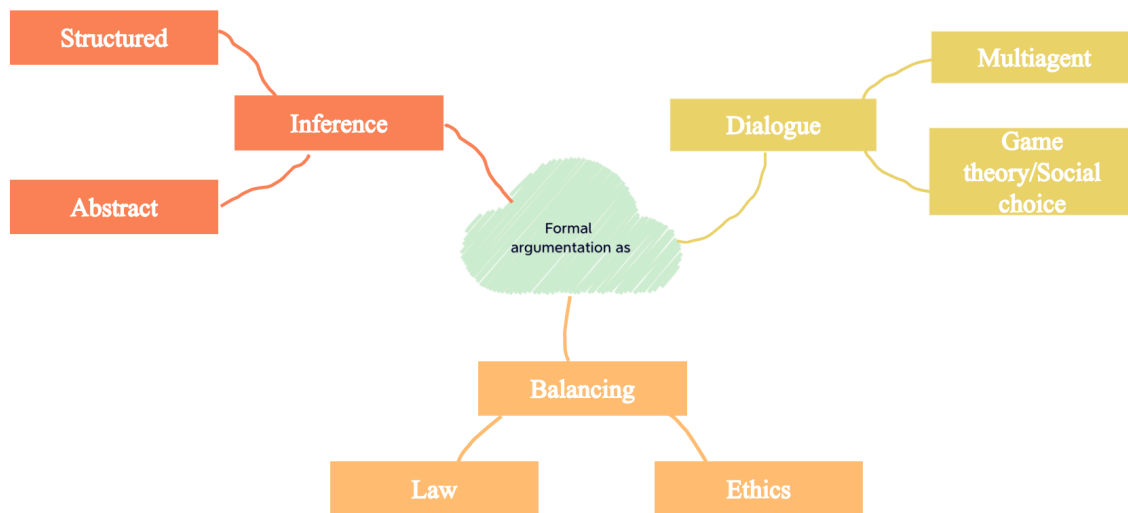 Structured
Multiagent
Inference
Dialogue
Game
theory/Social
choice
Abstract
Formal
argumentation as
Balancing
Law
Ethics